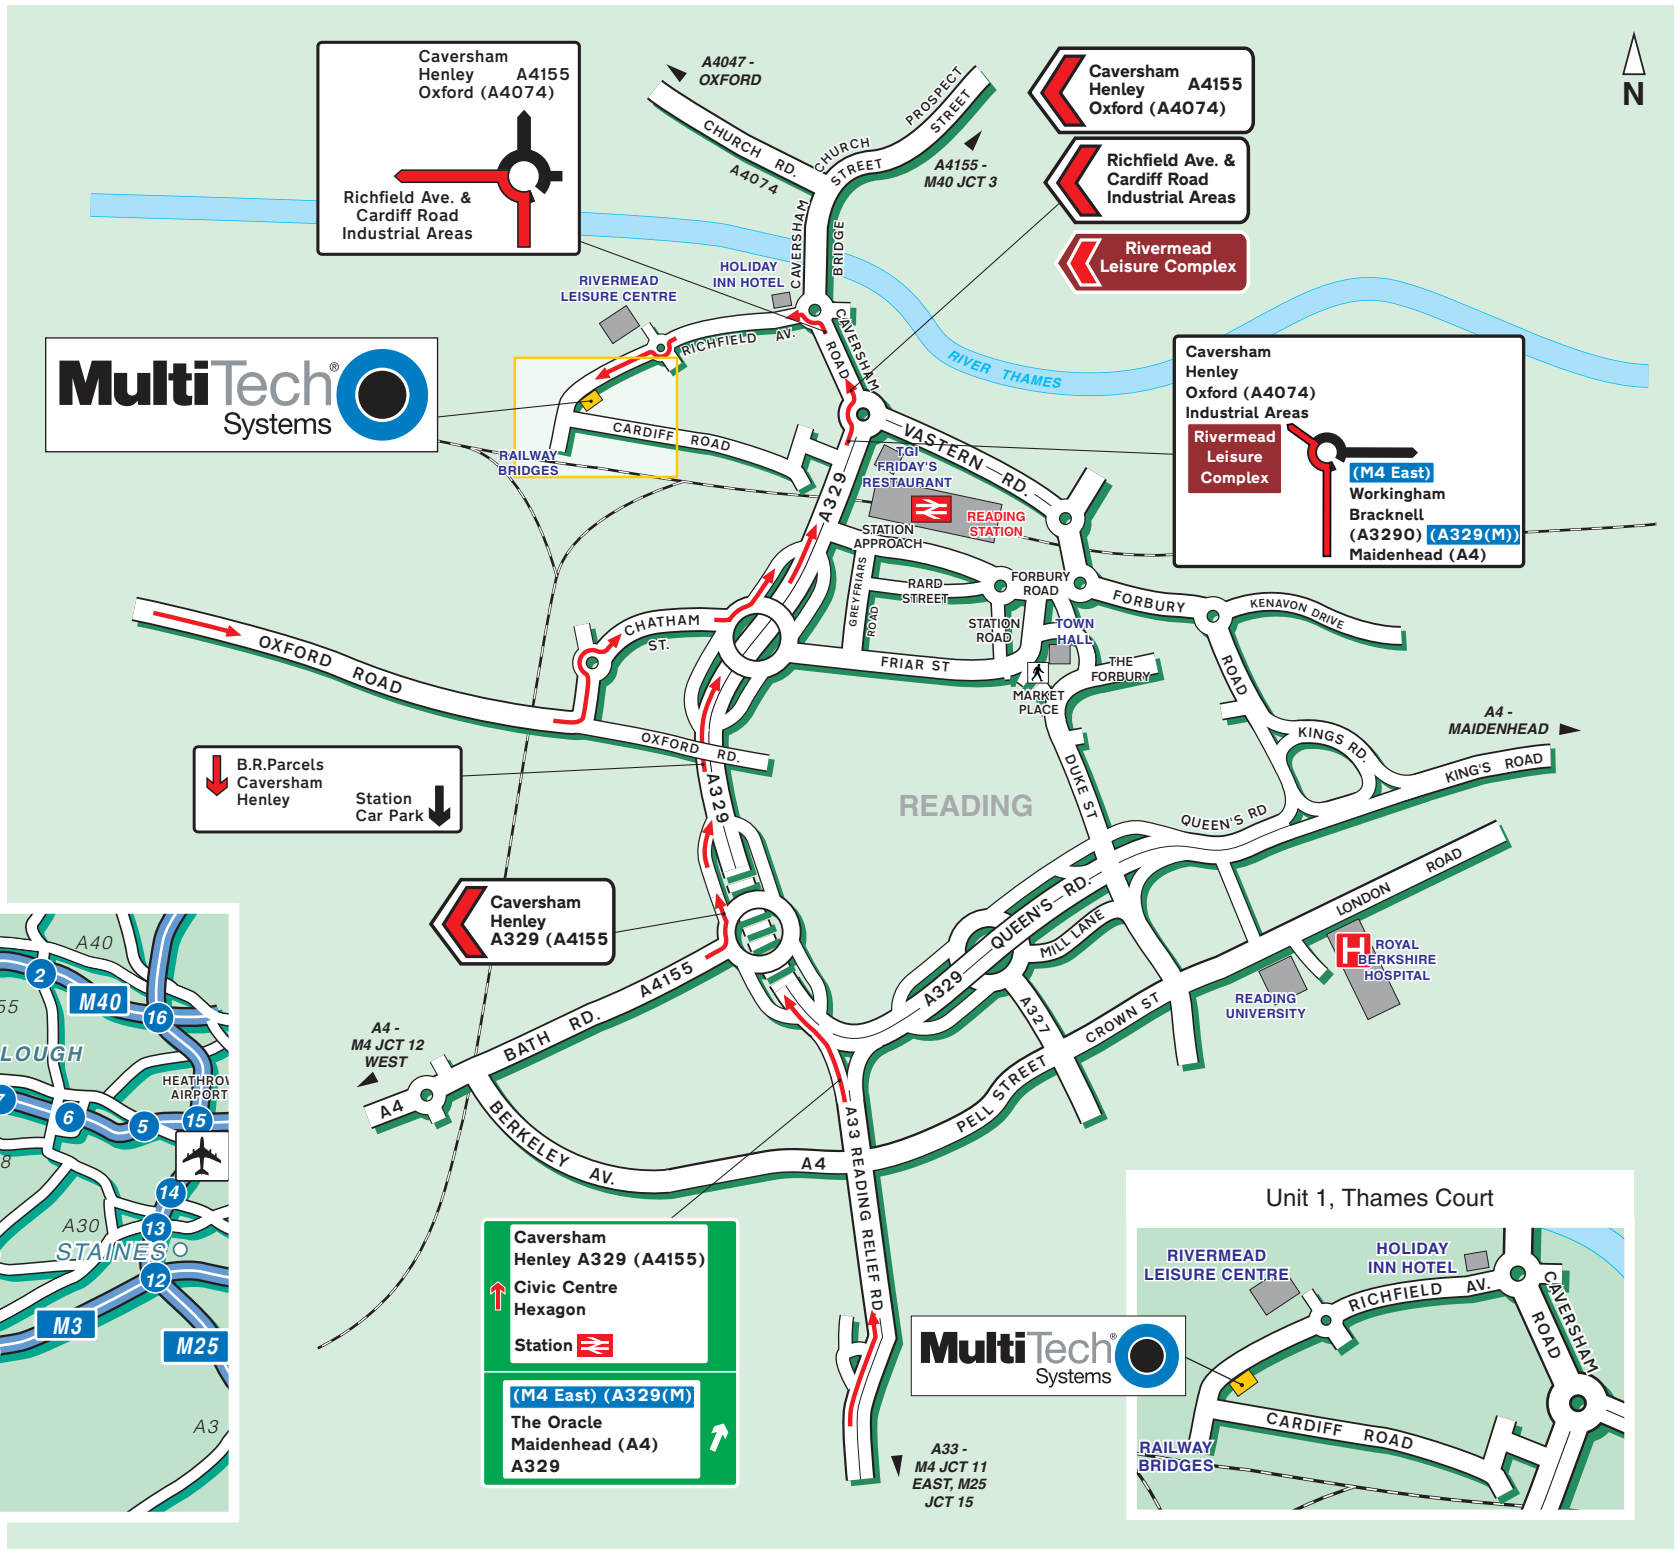 Caversham
Henley A4155
Oxford (A4074)
Richfield Ave. &
Cardiff Road
Industrial Areas
A4047 -
OXFORD
CHURCH RD.
A4074
CHURCH
STREET
PROSPECT
STREET
A4155 -
M40 JCT 3
Caversham
Henley A4155
Oxford (A4074)
Richfield Ave. &
Cardiff Road
Industrial Areas
Rivermead
Leisure Complex
N
CAVERSHAM
BRIDGE
HOLIDAY
INN HOTEL
RIVERMEAD
LEISURE CENTRE
RICHFIELD AV.
CAVERSHAM
ROAD
RIVER THAMES
MultiTech®
Systems
CARDIFF ROAD
RAILWAY
BRIDGES
VASTERN RD.
TGI
FRIDAY'S
RESTAURANT
A329
READING
STATION
STATION
APPROACH
Caversham
Henley
Oxford (A4074)
Industrial Areas
Rivermead
Leisure
Complex
(M4 East)
Workingham
Bracknell
(A3290) (A329(M))
Maidenhead (A4)
GREYFRIARS
ROAD
RARD
STREET
FORBURY
ROAD
FORBURY
ROAD
KENAVON DRIVE
STATION
ROAD
TOWN
HALL
THE
FORBURY
FRIAR ST
MARKET
PLACE
CHATHAM
ST.
OXFORD ROAD
OXFORD RD.
B.R.Parcels
Caversham
Henley
Station
Car Park
A329
READING
DUKE ST
KINGS RD.
A4 -
MAIDENHEAD
KING'S ROAD
QUEEN'S RD
LONDON ROAD
Caversham
Henley
A329 (A4155
QUEEN'S RD.
MILL LANE
A329
A327
CROWN ST
ROYAL
BERKSHIRE
HOSPITAL
H
READING
UNIVERSITY
A4155
BATH RD.
A4 -
M4 JCT 12
WEST
A4
BERKELEY AV.
A4
PELL STREET
A33 READING RELIEF RD
A40
2
M40
16
55
LOUGH
HEATHROW
AIRPORT
7
6
5
15
8
14
A30
13
STAINES
12
M3
M25
A3
Caversham
Henley A329 (A4155)
Civic Centre
Hexagon
Station
(M4 East) (A329(M)
The Oracle
Maidenhead (A4)
A329
A33 -
M4 JCT 11
EAST, M25
JCT 15
Unit 1, Thames Court
RIVERMEAD
LEISURE CENTRE
HOLIDAY
INN HOTEL
RICHFIELD AV.
CAVERSHAM
ROAD
MultiTech®
Systems
CARDIFF ROAD
RAILWAY
BRIDGES